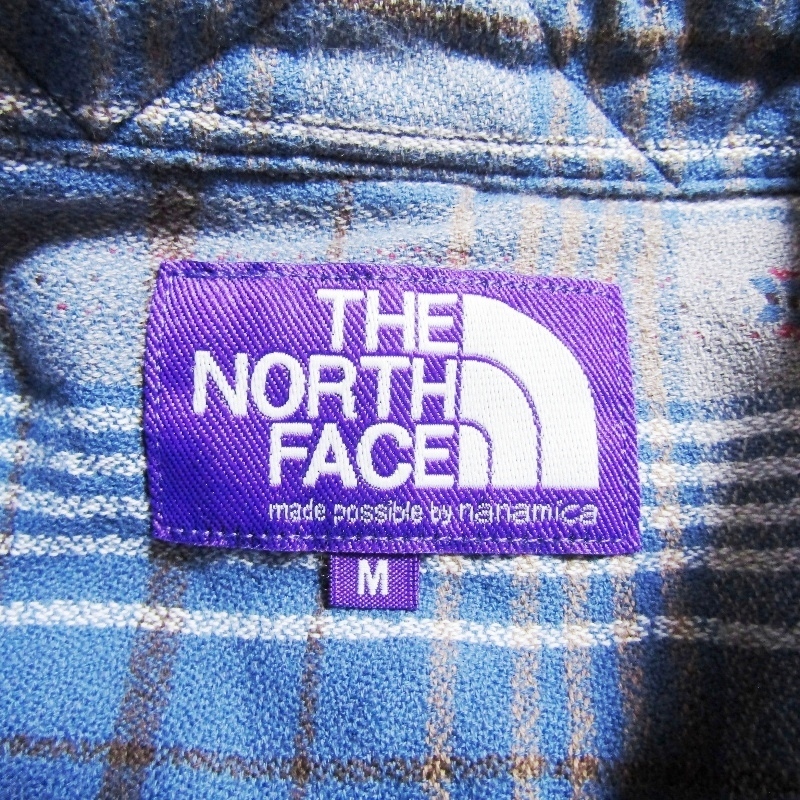 THE
NORTH
FACE
made possible by nanamica
M